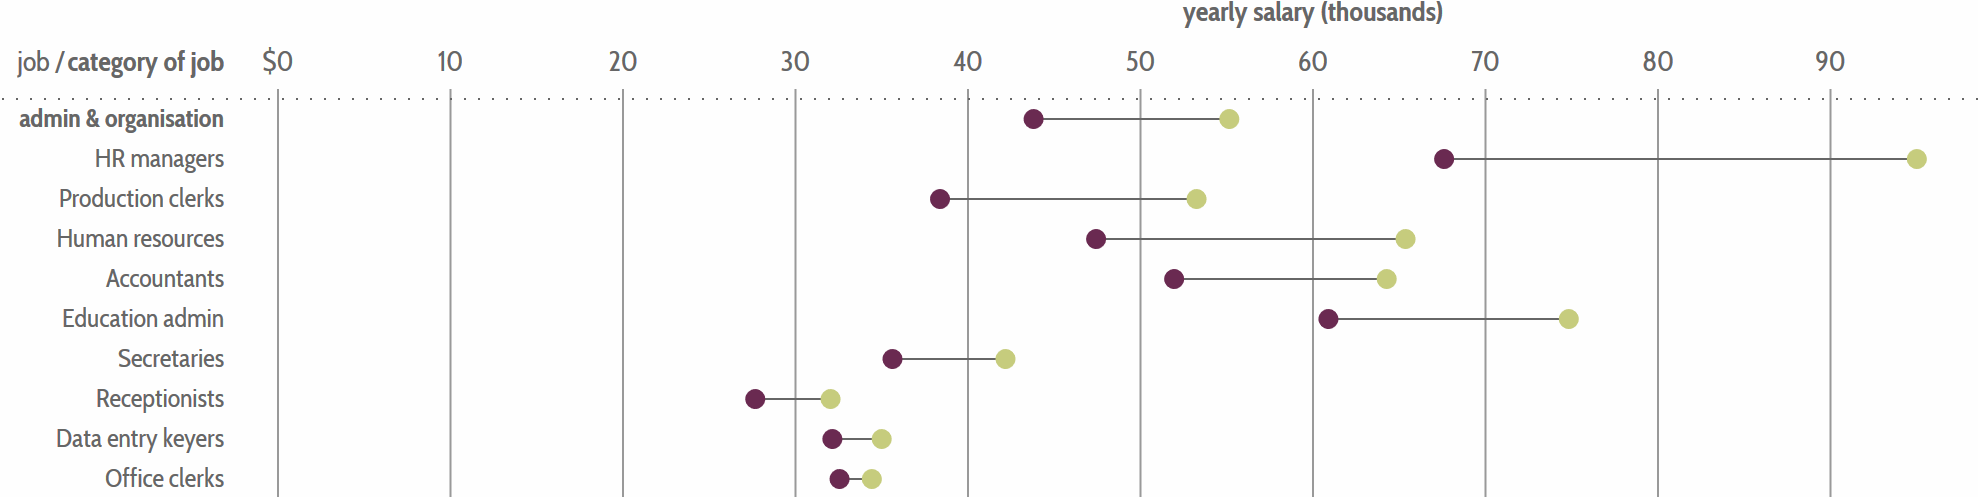 yearly salary (thousands)
job / category of job $0 10 20 30 40 50 60 70 80 90
admin & organisation
HR managers
Production clerks
Human resources
Accountants
Education admin
Secretaries
Receptionists
Data entry keyers
Office clerks